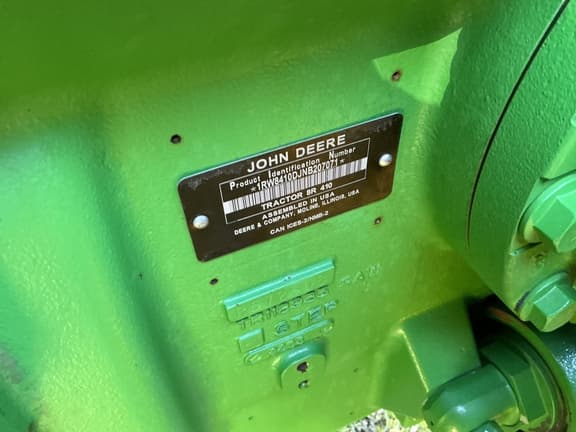 JOHN DEERE
Product Identification Number
*1RW8410DJNB207071*
TRACTOR 8R 410
ASSEMBLED IN USA
DEERE & COMPANY, MOLINE, ILLINOIS, USA
CAN ICES-2/NMB-2